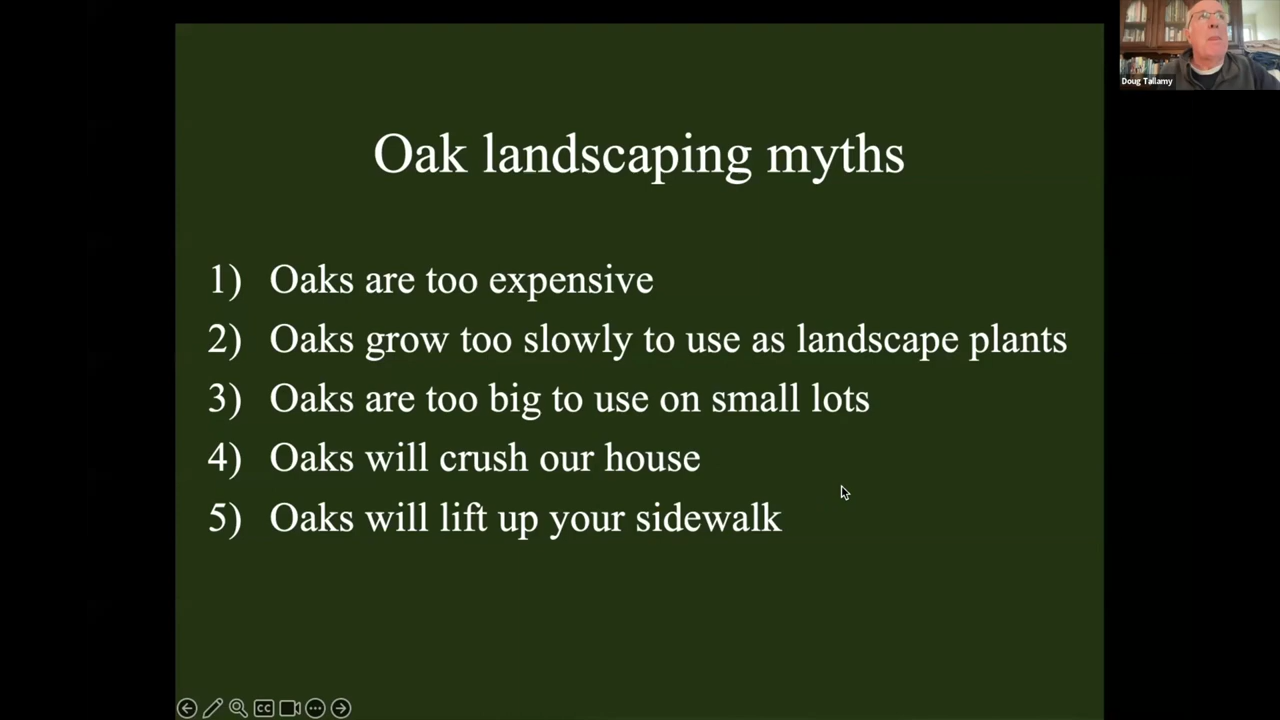 Oak landscaping myths
1) Oaks are too expensive
2) Oaks grow too slowly to use as landscape plants
3) Oaks are too big to use on small lots
4) Oaks will crush our house
5) Oaks will lift up your sidewalk
Doug Tallamy
CC